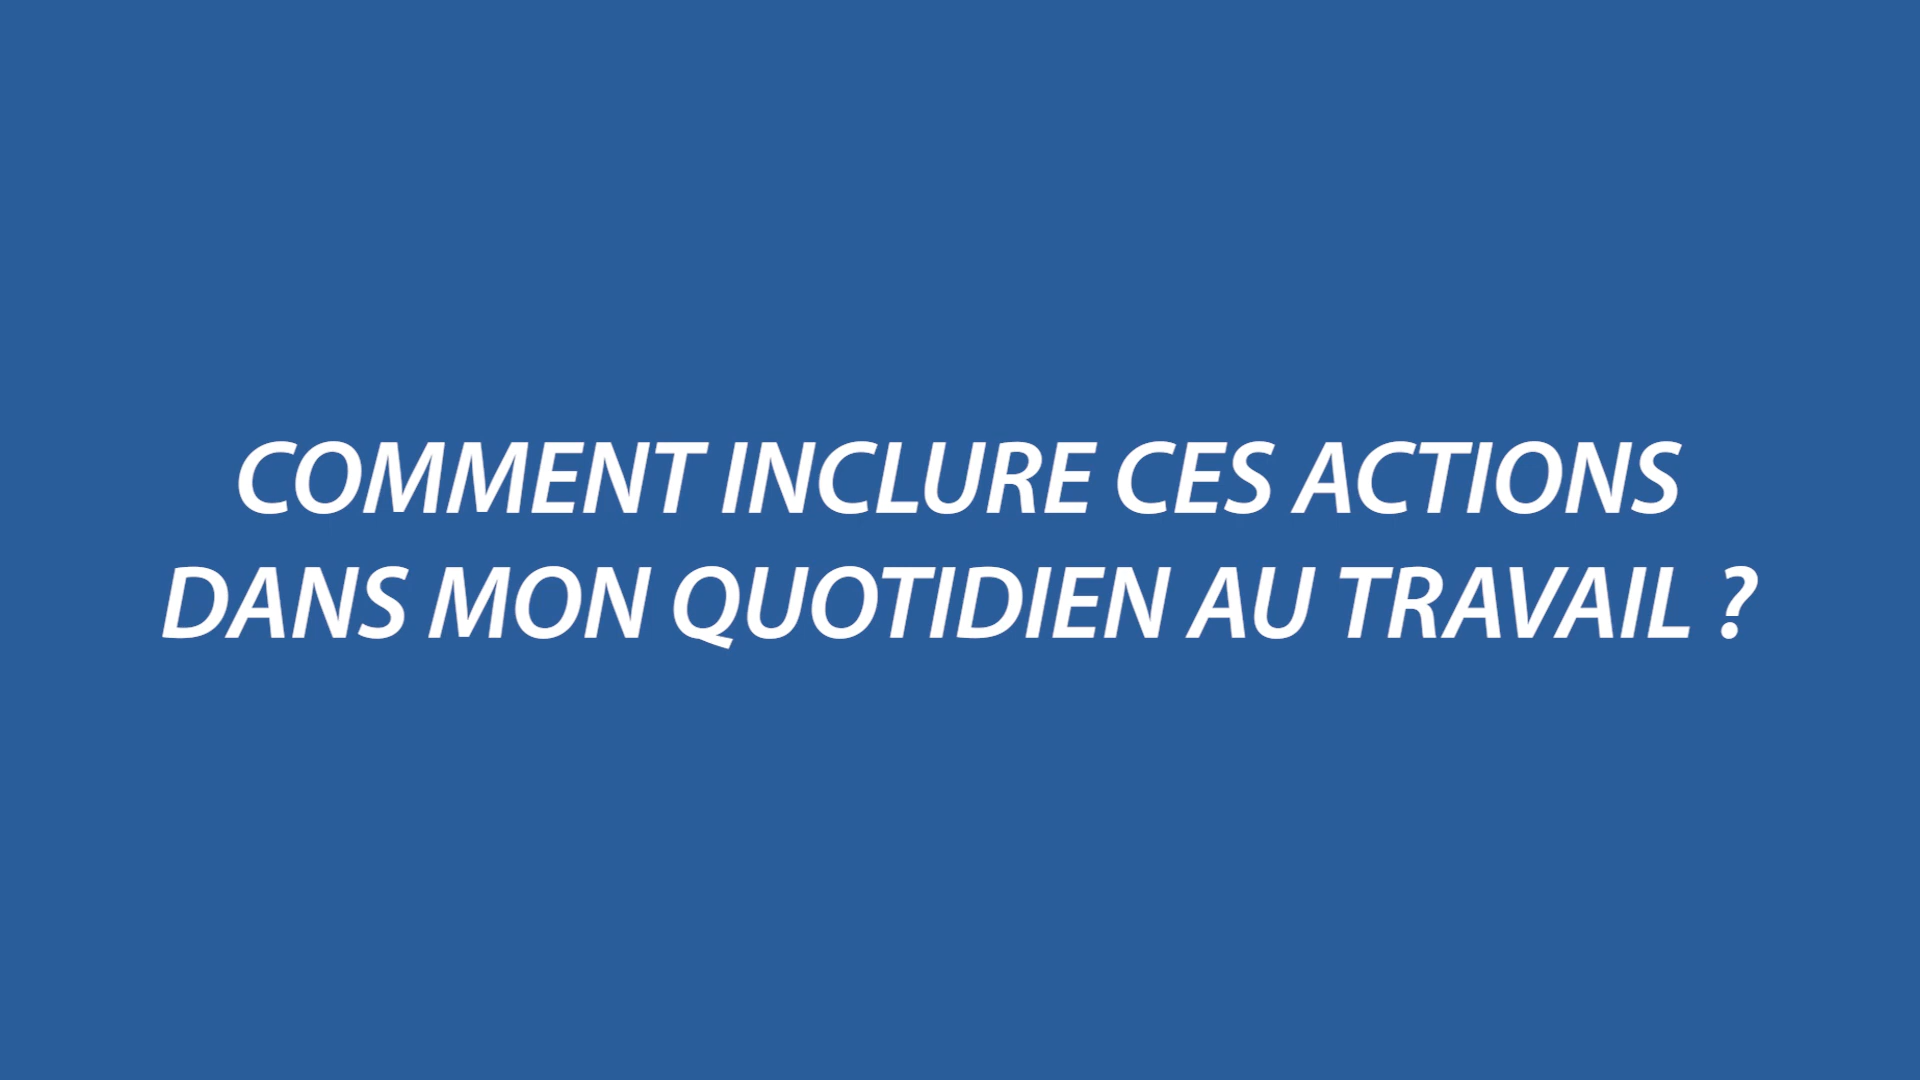 COMMENT INCLURE CES ACTIONS
DANS MON QUOTIDIEN AU TRAVAIL ?